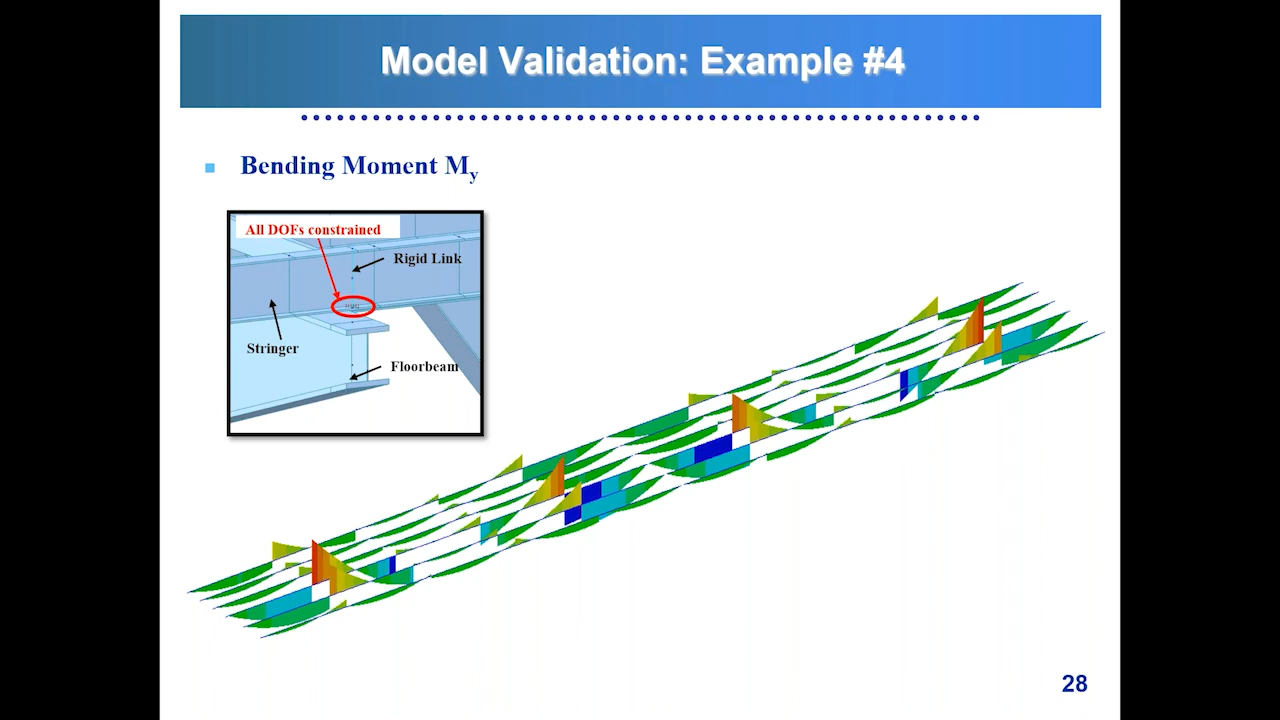 Model Validation: Example #4
Bending Moment My
All DOFs constrained
Rigid Link
Stringer
Floorbeam
28